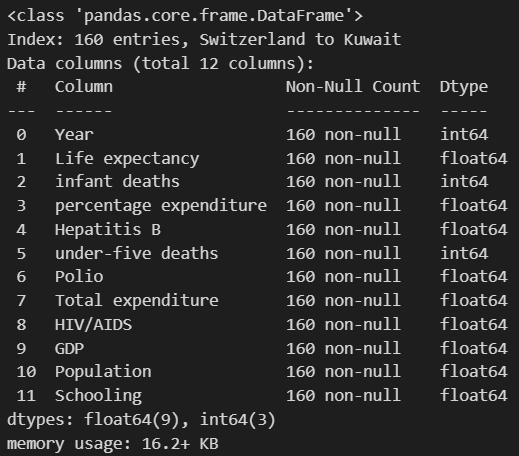 <class 'pandas.core.frame.DataFrame'>
Index: 160 entries, Switzerland to Kuwait
Data columns (total 12 columns):
 #   Column                  Non-Null Count  Dtype
---  ------                  --------------  -----
 0   Year                    160 non-null    int64
 1   Life expectancy         160 non-null    float64
 2   infant deaths           160 non-null    int64
 3   percentage expenditure  160 non-null    float64
 4   Hepatitis B             160 non-null    float64
 5   under-five deaths       160 non-null    int64
 6   Polio                   160 non-null    float64
 7   Total expenditure       160 non-null    float64
 8   HIV/AIDS                160 non-null    float64
 9   GDP                     160 non-null    float64
 10  Population              160 non-null    float64
 11  Schooling               160 non-null    float64
dtypes: float64(9), int64(3)
memory usage: 16.2+ KB